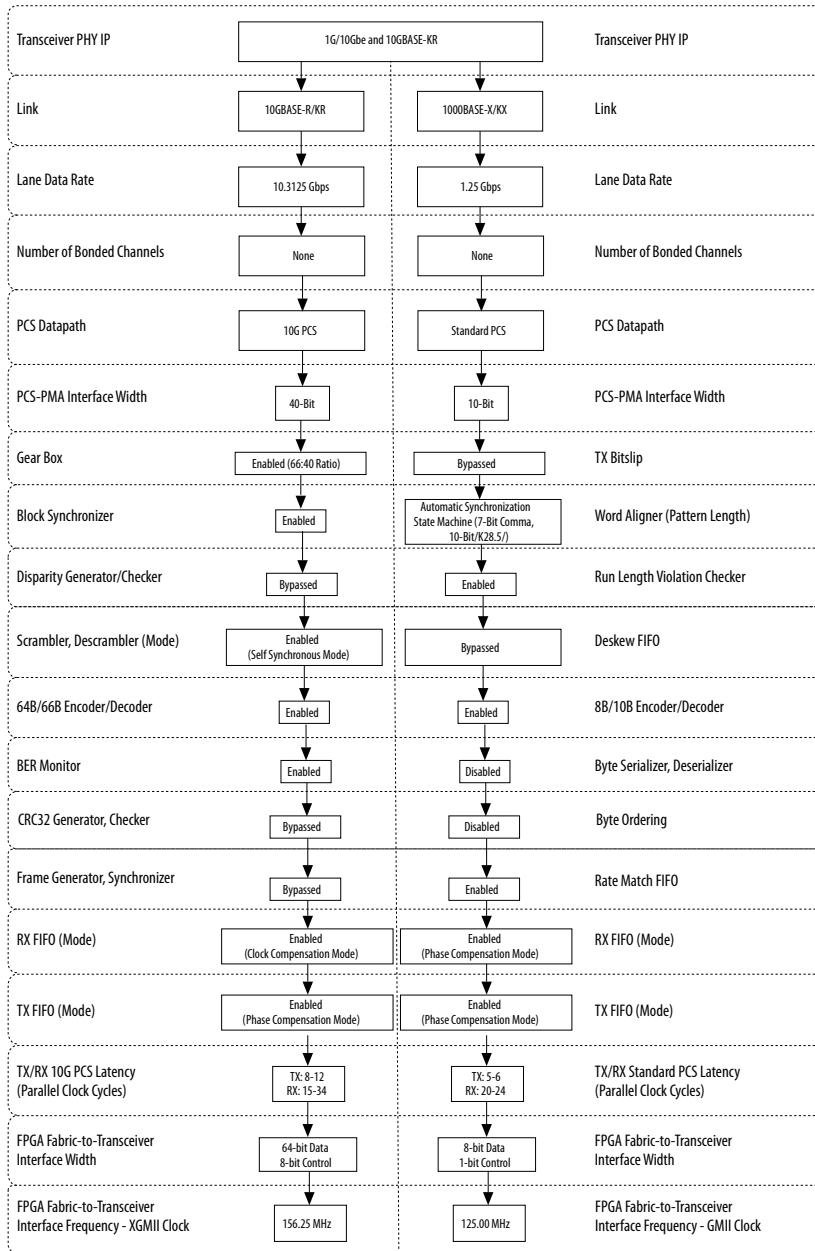 Transceiver PHY IP
1G/10Gbe and 10GBASE-KR
Transceiver PHY IP
Link
10GBASE-R/KR
1000BASE-X/KX
Link
Lane Data Rate
10.3125 Gbps
1.25 Gbps
Lane Data Rate
Number of Bonded Channels
None
None
Number of Bonded Channels
PCS Datapath
10G PCS
Standard PCS
PCS Datapath
PCS-PMA Interface Width
40-Bit
10-Bit
PCS-PMA Interface Width
Gear Box
Enabled (66:40 Ratio)
Bypassed
TX Bitslip
Block Synchronizer
Enabled
Automatic Synchronization
State Machine (7-Bit Comma,
10-Bit/K28.5/)
Word Aligner (Pattern Length)
Disparity Generator/Checker
Bypassed
Enabled
Run Length Violation Checker
Scrambler, Descrambler (Mode)
Enabled
(Self Synchronous Mode)
Bypassed
Deskew FIFO
64B/66B Encoder/Decoder
Enabled
Enabled
8B/10B Encoder/Decoder
BER Monitor
Enabled
Disabled
Byte Serializer, Deserializer
CRC32 Generator, Checker
Bypassed
Disabled
Byte Ordering
Frame Generator, Synchronizer
Bypassed
Enabled
Rate Match FIFO
RX FIFO (Mode)
Enabled
(Clock Compensation Mode)
Enabled
(Phase Compensation Mode)
RX FIFO (Mode)
TX FIFO (Mode)
Enabled
(Phase Compensation Mode)
Enabled
(Phase Compensation Mode)
TX FIFO (Mode)
TX/RX 10G PCS Latency
(Parallel Clock Cycles)
TX: 8-12
RX: 15-34
TX: 5-6
RX: 20-24
TX/RX Standard PCS Latency
(Parallel Clock Cycles)
FPGA Fabric-to-Transceiver
Interface Width
64-bit Data
8-bit Control
8-bit Data
1-bit Control
FPGA Fabric-to-Transceiver
Interface Width
FPGA Fabric-to-Transceiver
Interface Frequency - XGMII Clock
156.25 MHz
125.00 MHz
FPGA Fabric-to-Transceiver
Interface Frequency - GMII Clock